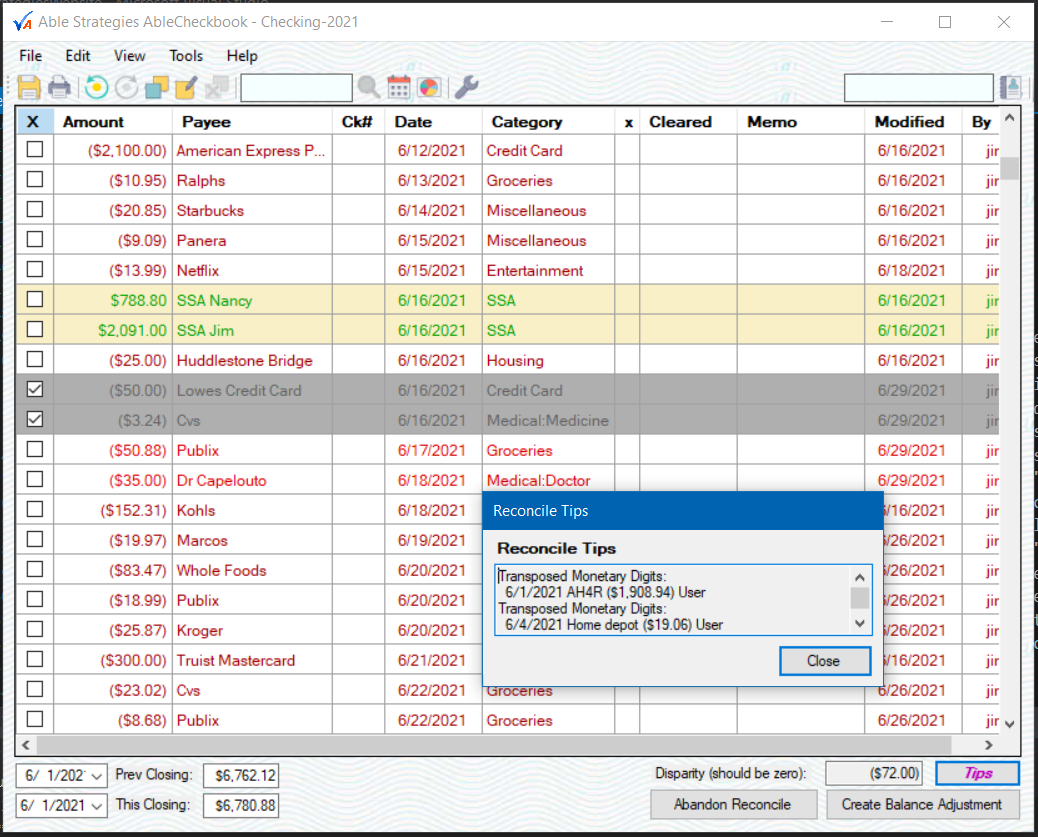 Able Strategies AbleCheckbook - Checking-2021
File Edit View Tools Help
X Amount Payee Ck# Date Category x Cleared Memo Modified By
($2,100.00) American Express P... 6/12/2021 Credit Card 6/16/2021 jir
($10.95) Ralphs 6/13/2021 Groceries 6/16/2021 jir
($20.85) Starbucks 6/14/2021 Miscellaneous 6/16/2021 jir
($9.09) Panera 6/15/2021 Miscellaneous 6/16/2021 jir
($13.99) Netflix 6/15/2021 Entertainment 6/18/2021 jir
$788.80 SSA Nancy 6/16/2021 SSA 6/16/2021 jir
$2,091.00 SSA Jim 6/16/2021 SSA 6/16/2021 jir
($25.00) Huddlestone Bridge 6/16/2021 Housing 6/16/2021 jir
($50.00) Lowes Credit Card 6/16/2021 Credit Card 6/29/2021 jir
($3.24) Cvs 6/16/2021 Medical:Medicine 6/29/2021 jir
($50.88) Publix 6/17/2021 Groceries 6/29/2021 jir
($35.00) Dr Capelouto 6/18/2021 Medical:Doctor 6/29/2021 jir
($152.31) Kohls 6/18/2021 /16/2021 jir
($19.97) Marcos 6/19/2021 /26/2021 jir
($83.47) Whole Foods 6/20/2021 /26/2021 jir
($18.99) Publix 6/20/2021 /26/2021 jir
($25.87) Kroger 6/20/2021 /26/2021 jir
($300.00) Truist Mastercard 6/21/2021 /16/2021 jir
($23.02) Cvs 6/22/2021 Groceries 6/26/2021 jir
($8.68) Publix 6/22/2021 Groceries 6/26/2021 jir
Reconcile Tips
Reconcile Tips
Transposed Monetary Digits:
6/1/2021 AH4R ($1,908.94) User
Transposed Monetary Digits:
6/4/2021 Home depot ($19.06) User
Close
6/ 1/202 Prev Closing: $6,762.12 Disparity (should be zero): ($72.00) Tips
6/ 1/2021 This Closing: $6,780.88 Abandon Reconcile Create Balance Adjustment